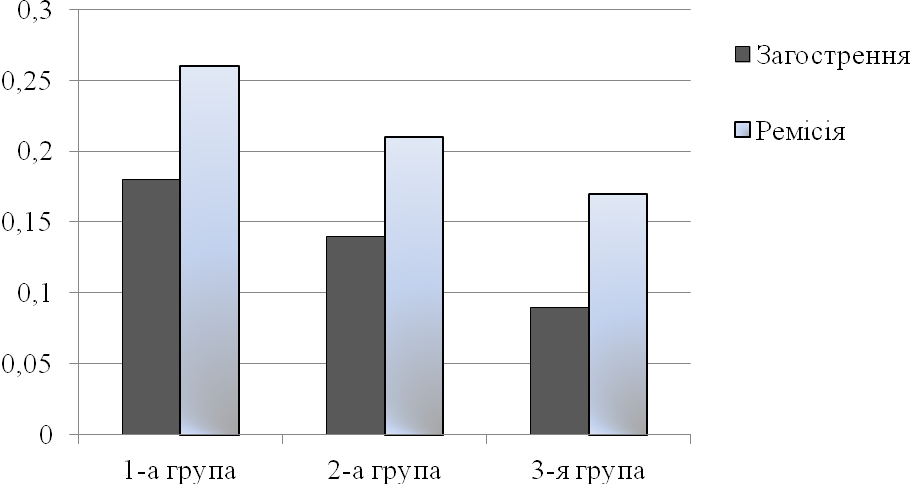 0,3
0,25
0,2
0,15
0,1
0,05
0
1-а група
2-а група
3-я група
Загострення
Ремісія